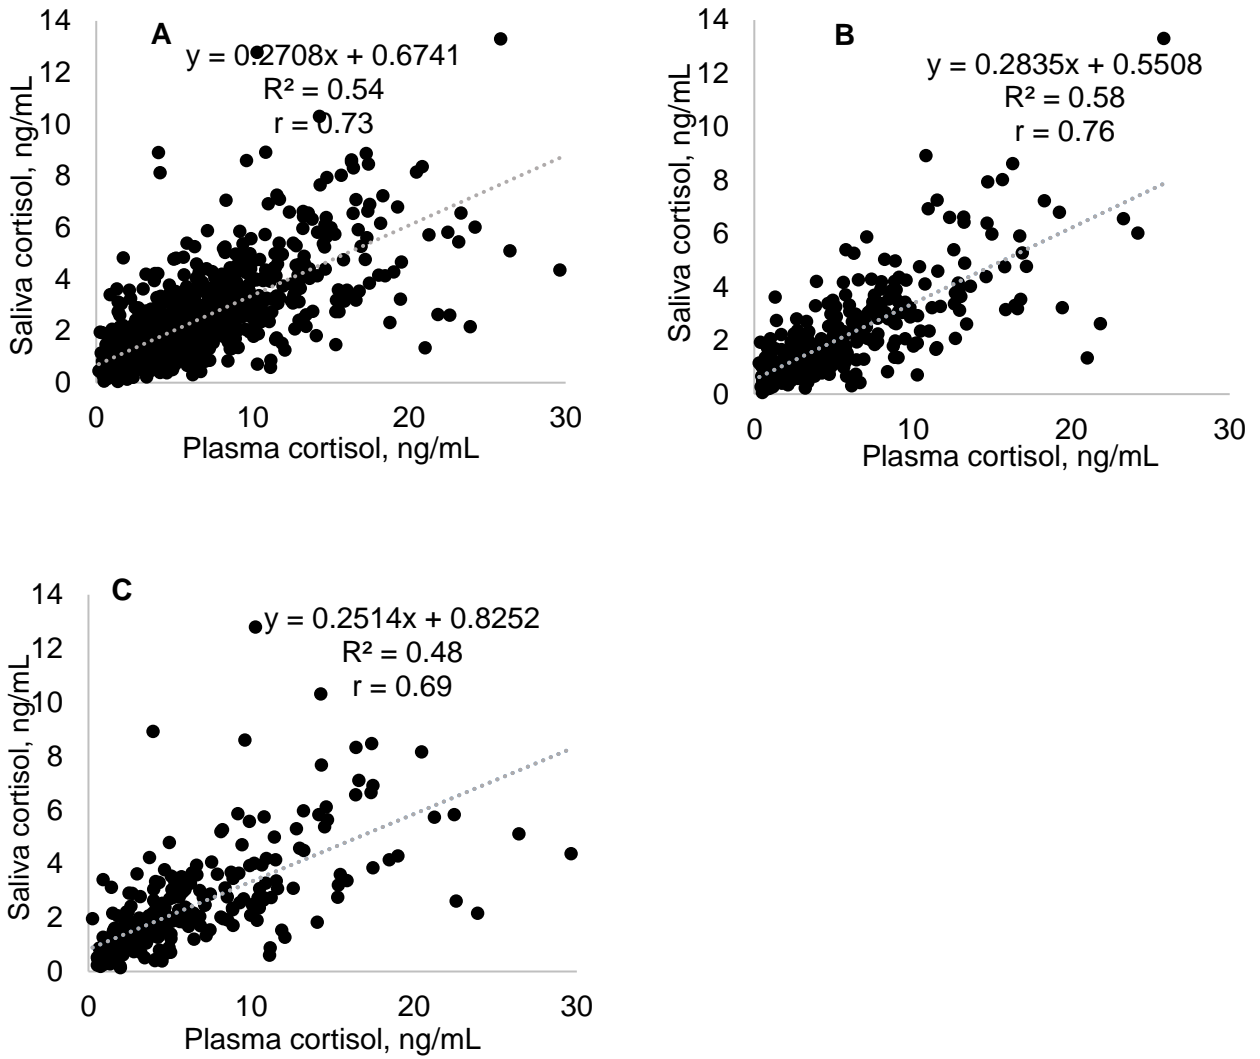 A
y = 0.2708x + 0.6741
R² = 0.54
r = 0.73
14
12
10
8
6
4
2
0
Saliva cortisol, ng/mL
0 10 20 30
Plasma cortisol, ng/mL
B
y = 0.2835x + 0.5508
R² = 0.58
r = 0.76
14
12
10
8
6
4
2
0
Saliva cortisol, ng/mL
0 10 20 30
Plasma cortisol, ng/mL
C
y = 0.2514x + 0.8252
R² = 0.48
r = 0.69
14
12
10
8
6
4
2
0
Saliva cortisol, ng/mL
0 10 20 30
Plasma cortisol, ng/mL